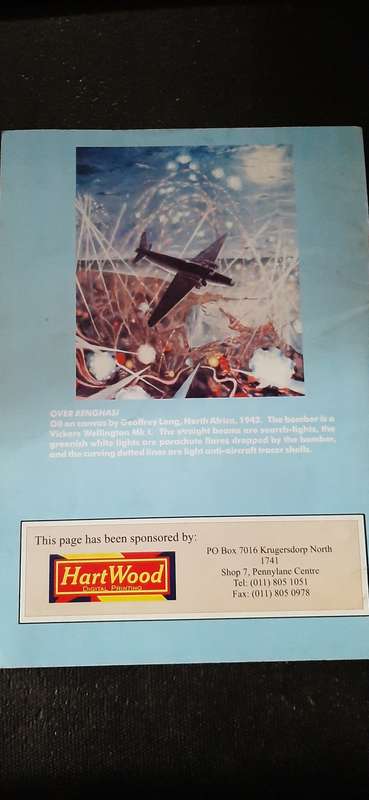 OVER BENGHASI
Oil on canvas by Geoffrey Long, North Africa, 1942. The bomber is a
Vickers Wellington Mk I. The straight beams are search-lights, the
greenish white lights are parachute flares dropped by the bomber,
and the curving dotted lines are light anti-aircraft tracer shells.
This page has been sponsored by:
HartWood
DIGITAL PRINTING
PO Box 7016 Krugersdorp North
1741
Shop 7, Pennylane Centre
Tel: (011) 805 1051
Fax: (011) 805 0978